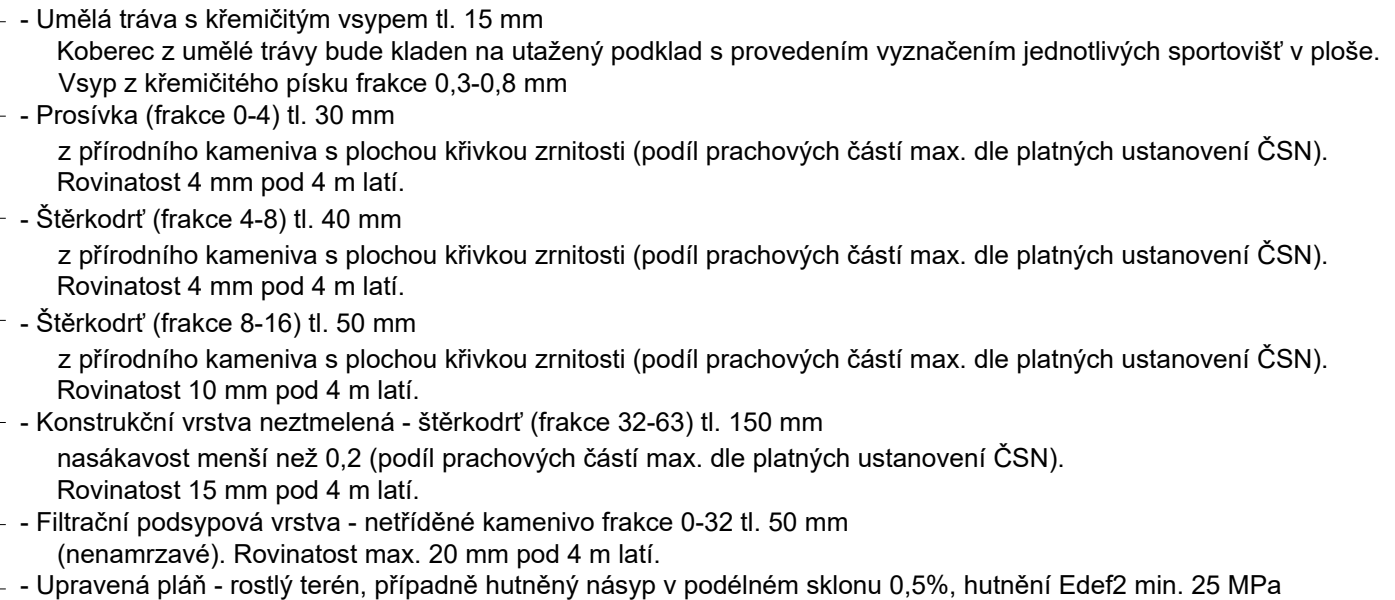 - Umělá tráva s křemičitým vsypem tl. 15 mm
Koberec z umělé trávy bude kladen na utažený podklad s provedením vyznačením jednotlivých sportovišť v ploše.
Vsyp z křemičitého písku frakce 0,3-0,8 mm
- Prosívka (frakce 0-4) tl. 30 mm
z přírodního kameniva s plochou křivkou zrnitosti (podíl prachových částí max. dle platných ustanovení ČSN).
Rovinatost 4 mm pod 4 m latí.
- Štěrkodrť (frakce 4-8) tl. 40 mm
z přírodního kameniva s plochou křivkou zrnitosti (podíl prachových částí max. dle platných ustanovení ČSN).
Rovinatost 4 mm pod 4 m latí.
- Štěrkodrť (frakce 8-16) tl. 50 mm
z přírodního kameniva s plochou křivkou zrnitosti (podíl prachových částí max. dle platných ustanovení ČSN).
Rovinatost 10 mm pod 4 m latí.
- Konstrukční vrstva neztmelená - štěrkodrť (frakce 32-63) tl. 150 mm
nasákavost menší než 0,2 (podíl prachových částí max. dle platných ustanovení ČSN).
Rovinatost 15 mm pod 4 m latí.
- Filtrační podsypová vrstva - netříděné kamenivo frakce 0-32 tl. 50 mm
(nenamrzavé). Rovinatost max. 20 mm pod 4 m latí.
- Upravená pláň - rostlý terén, případně hutněný násyp v podélném sklonu 0,5%, hutnění Edef2 min. 25 MPa